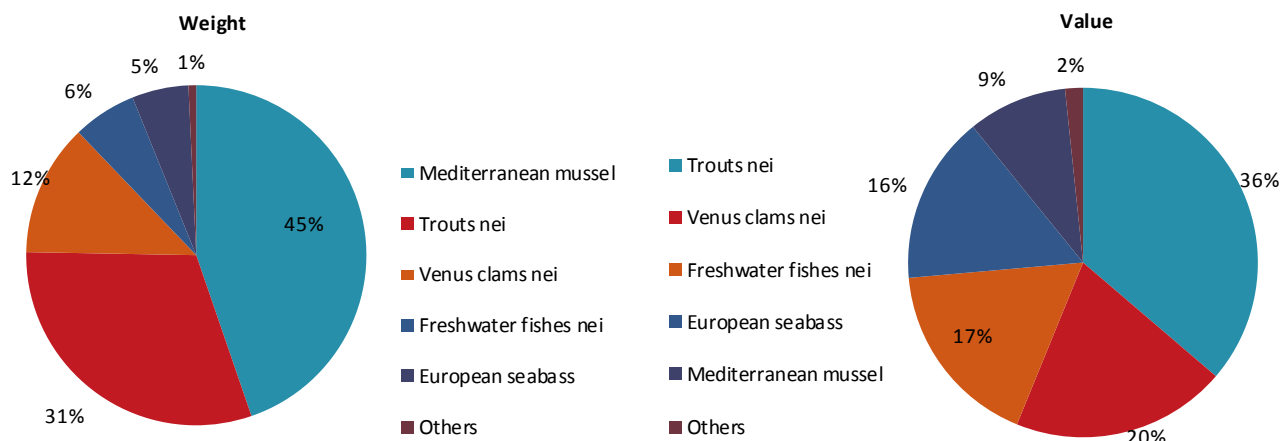 Weight
1%
5%
6%
12%
45%
31%
Mediterranean mussel
Trouts nei
Venus clams nei
Freshwater fishes nei
European seabass
Others
Value
2%
9%
16%
36%
17%
20%
Trouts nei
Venus clams nei
Freshwater fishes nei
European seabass
Mediterranean mussel
Others